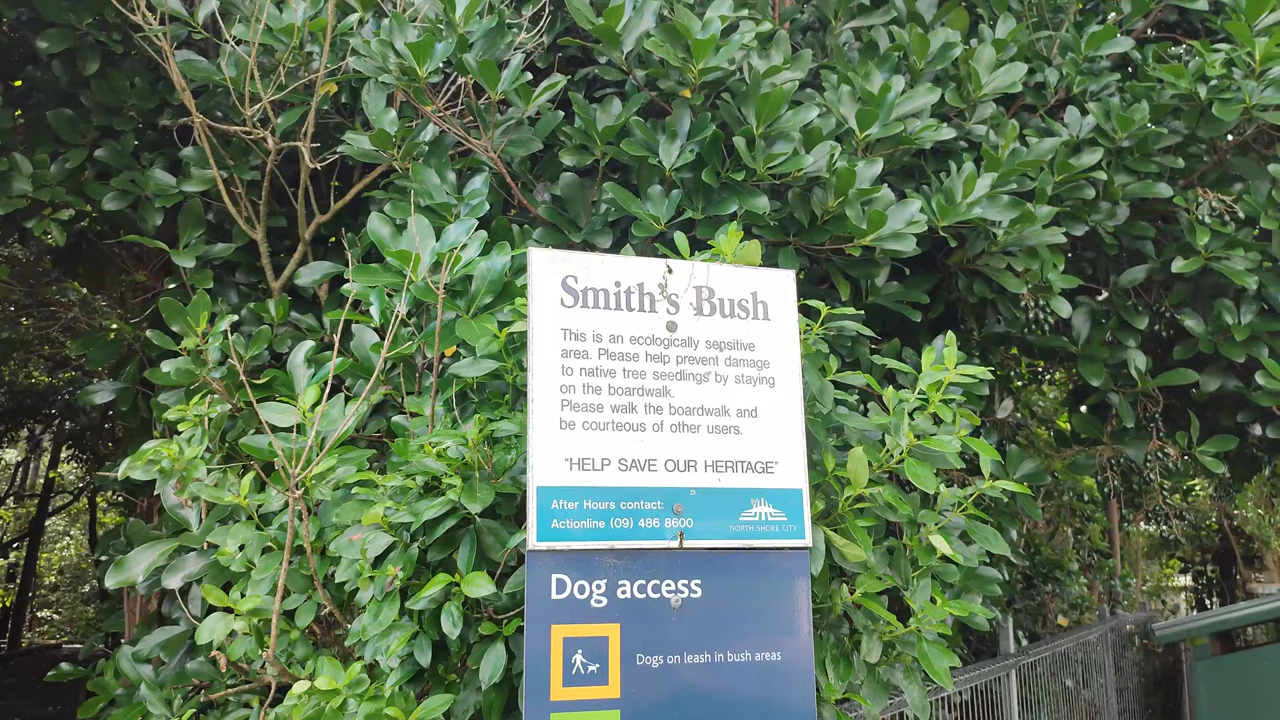 Smith's Bush
This is an ecologically sensitive
area. Please help prevent damage
to native tree seedlings by staying
on the boardwalk.
Please walk the boardwalk and
be courteous of other users.
"HELP SAVE OUR HERITAGE"
After Hours contact:
Actionline (09) 486 8600
NORTH SHORE CITY
Dog access
Dogs on leash in bush areas